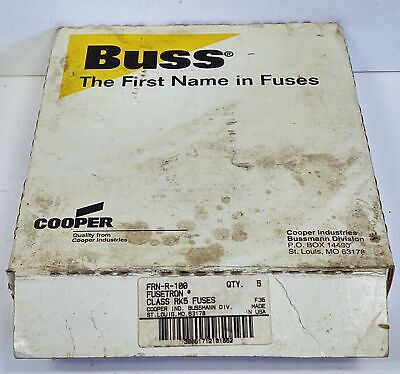 Buss®
The First Name in Fuses
COOPER
Quality from
Cooper Industries
Cooper Industries
Bussmann Division
P.O. BOX 14460
St. Louis, MO 63178
FRN-R-100 QTY. 5
FUSETRON ®
CLASS RK5 FUSES F36
COOPER IND. BUSSMANN DIV. MADE
ST.LOUIS,MO.63178 IN USA